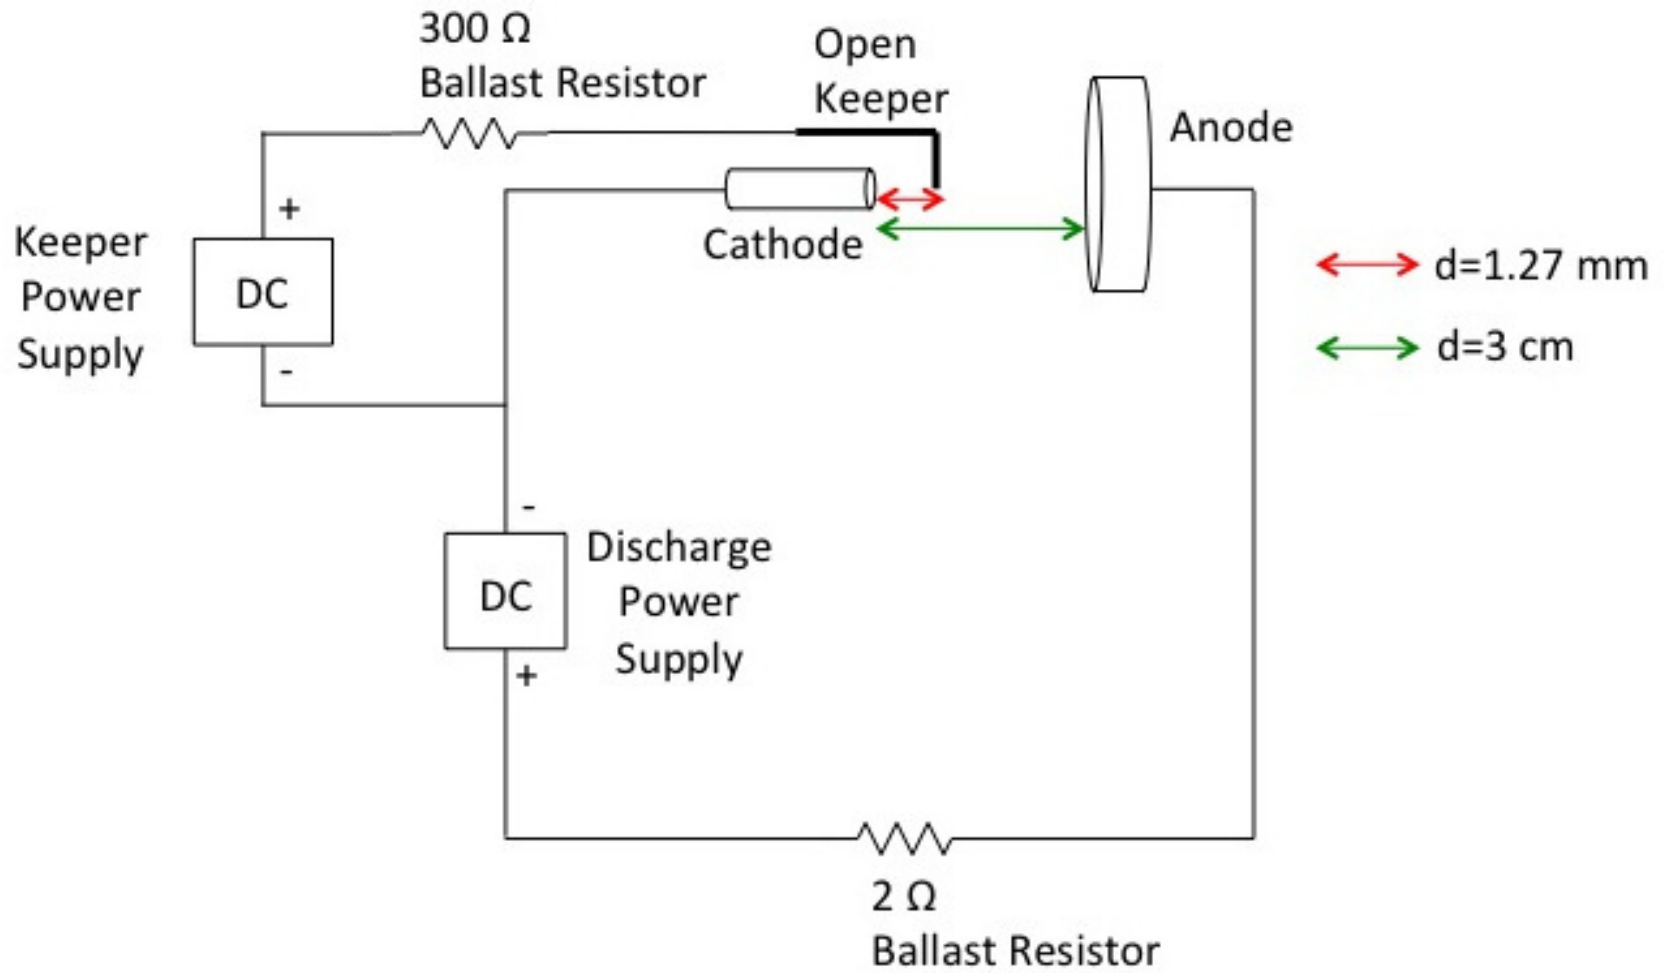 300 Ω
Ballast Resistor
Open
Keeper
Anode
+
Keeper
Power
Supply
DC
-
Cathode
d=1.27 mm
d=3 cm
-
DC
Discharge
Power
Supply
+
2 Ω
Ballast Resistor